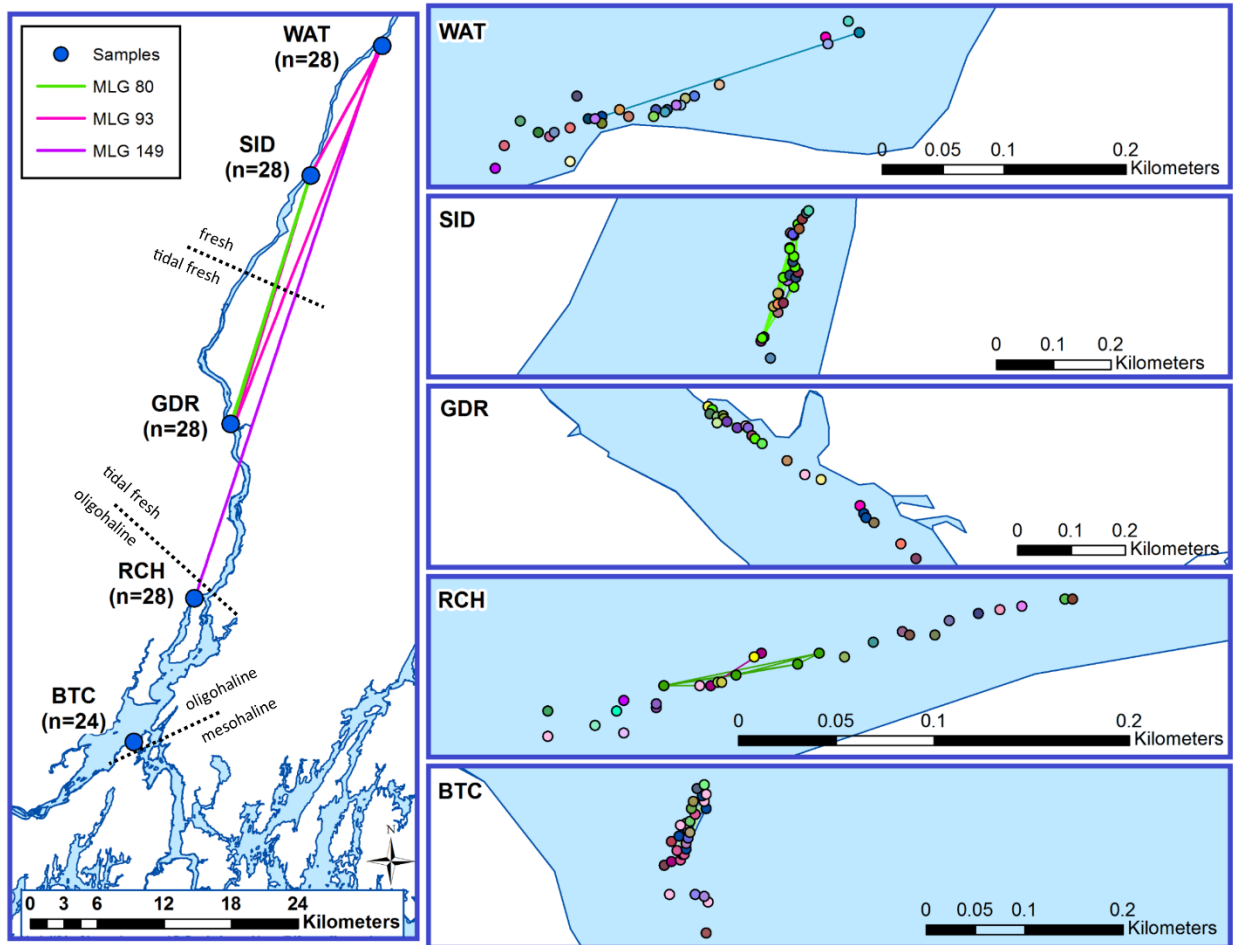 Samples
MLG 80
MLG 93
MLG 149
WAT
(n=28)
SID
(n=28)
fresh
tidal fresh
GDR
(n=28)
tidal fresh
oligohaline
RCH
(n=28)
BTC
(n=24)
oligohaline
mesohaline
N
0 3 6 12 18 24
Kilometers
WAT
0 0.05 0.1 0.2
Kilometers
SID
0 0.1 0.2
Kilometers
GDR
0 0.1 0.2
Kilometers
RCH
0 0.05 0.1 0.2
Kilometers
BTC
0 0.05 0.1 0.2
Kilometers